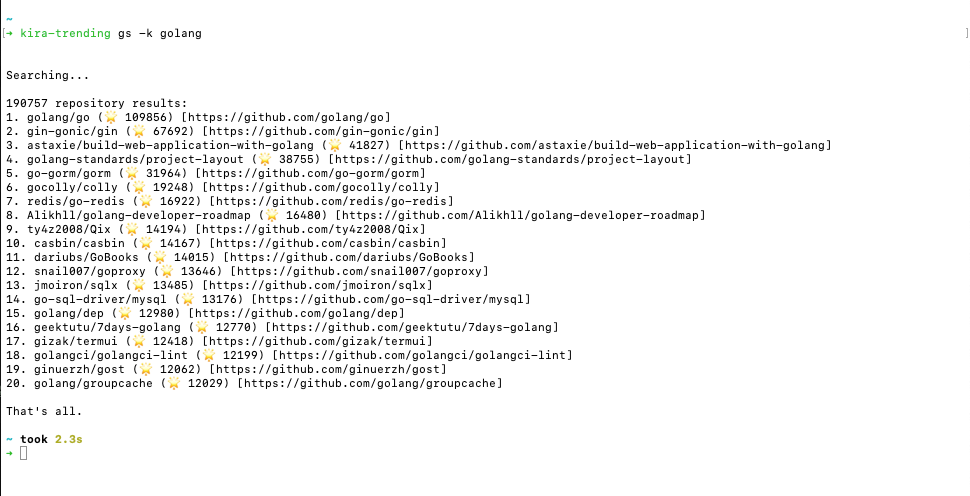 ~
[→ kira-trending gs -k golang ]
Searching...
190757 repository results:
1. golang/go (🌟 109856) [https://github.com/golang/go]
2. gin-gonic/gin (🌟 67692) [https://github.com/gin-gonic/gin]
3. astaxie/build-web-application-with-golang (🌟 41827) [https://github.com/astaxie/build-web-application-with-golang]
4. golang-standards/project-layout (🌟 38755) [https://github.com/golang-standards/project-layout]
5. go-gorm/gorm (🌟 31964) [https://github.com/go-gorm/gorm]
6. gocolly/colly (🌟 19248) [https://github.com/gocolly/colly]
7. redis/go-redis (🌟 16922) [https://github.com/redis/go-redis]
8. Alikhll/golang-developer-roadmap (🌟 16480) [https://github.com/Alikhll/golang-developer-roadmap]
9. ty4z2008/Qix (🌟 14194) [https://github.com/ty4z2008/Qix]
10. casbin/casbin (🌟 14167) [https://github.com/casbin/casbin]
11. dariubs/GoBooks (🌟 14015) [https://github.com/dariubs/GoBooks]
12. snail007/goproxy (🌟 13646) [https://github.com/snail007/goproxy]
13. jmoiron/sqlx (🌟 13485) [https://github.com/jmoiron/sqlx]
14. go-sql-driver/mysql (🌟 13176) [https://github.com/go-sql-driver/mysql]
15. golang/dep (🌟 12980) [https://github.com/golang/dep]
16. geektutu/7days-golang (🌟 12770) [https://github.com/geektutu/7days-golang]
17. gizak/termui (🌟 12418) [https://github.com/gizak/termui]
18. golangci/golangci-lint (🌟 12199) [https://github.com/golangci/golangci-lint]
19. ginuerzh/gost (🌟 12062) [https://github.com/ginuerzh/gost]
20. golang/groupcache (🌟 12029) [https://github.com/golang/groupcache]
That's all.
~ took 2.3s
→